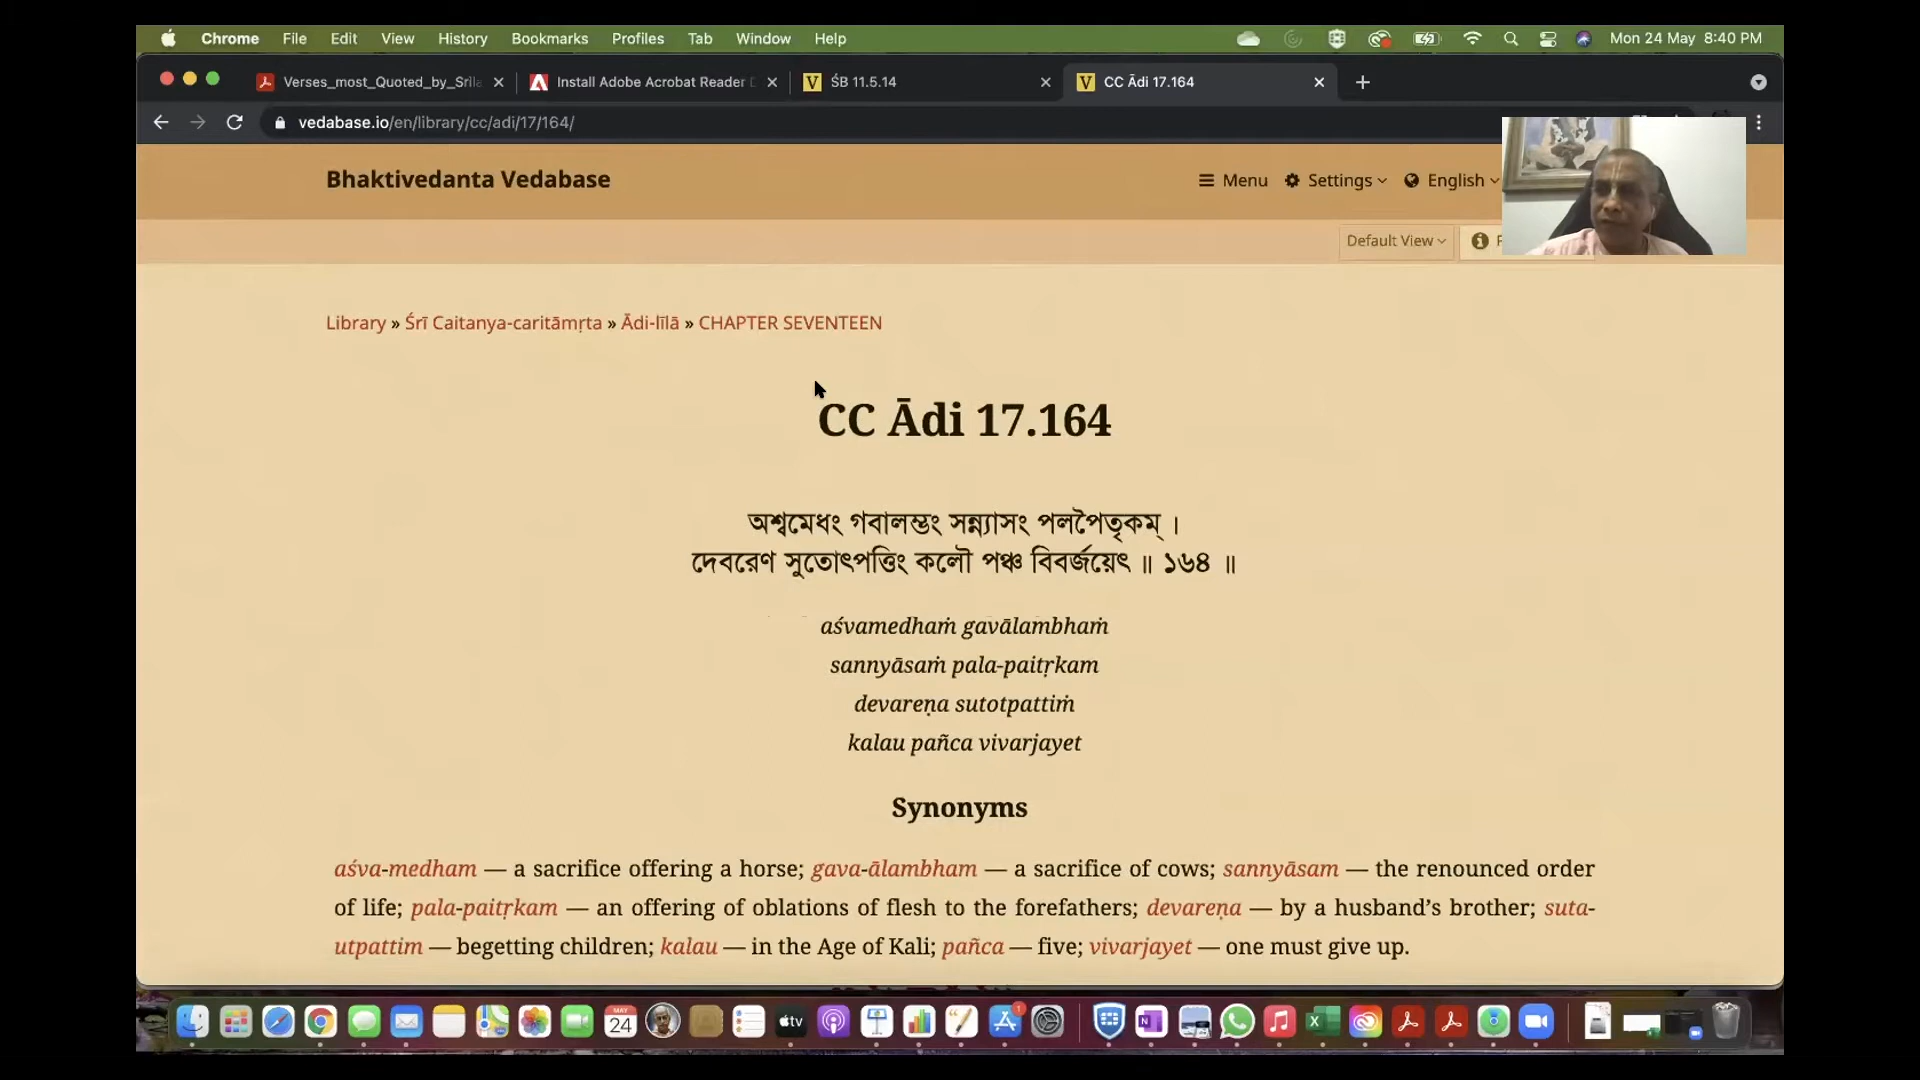 Chrome File Edit View History Bookmarks Profiles Tab Window Help Mon 24 May 8:40 PM
Verses_most_Quoted_by_Srila Install Adobe Acrobat Reader ŚB 11.5.14 CC Ādi 17.164
vedabase.io/en/library/cc/adi/17/164/
Bhaktivedanta Vedabase Menu Settings English
Default View
Library » Śrī Caitanya-caritāmṛta » Ādi-līlā » CHAPTER SEVENTEEN
CC Ādi 17.164
অশ্বমেধং গবালম্ভং সন্ন্যাসং পলপৈতৃকম্ ।
দেবরেণ সুতোৎপত্তিং কলৌ পঞ্চ বিবর্জয়েৎ ॥ ১৬৪ ॥
aśvamedhaṁ gavālambhaṁ
sannyāsaṁ pala-paitṛkam
devareṇa sutotpattiṁ
kalau pañca vivarjayet
Synonyms
aśva-medham — a sacrifice offering a horse; gava-ālambham — a sacrifice of cows; sannyāsam — the renounced order
of life; pala-paitṛkam — an offering of oblations of flesh to the forefathers; devareṇa — by a husband’s brother; suta-
utpattim — begetting children; kalau — in the Age of Kali; pañca — five; vivarjayet — one must give up.
MAY
24
tv